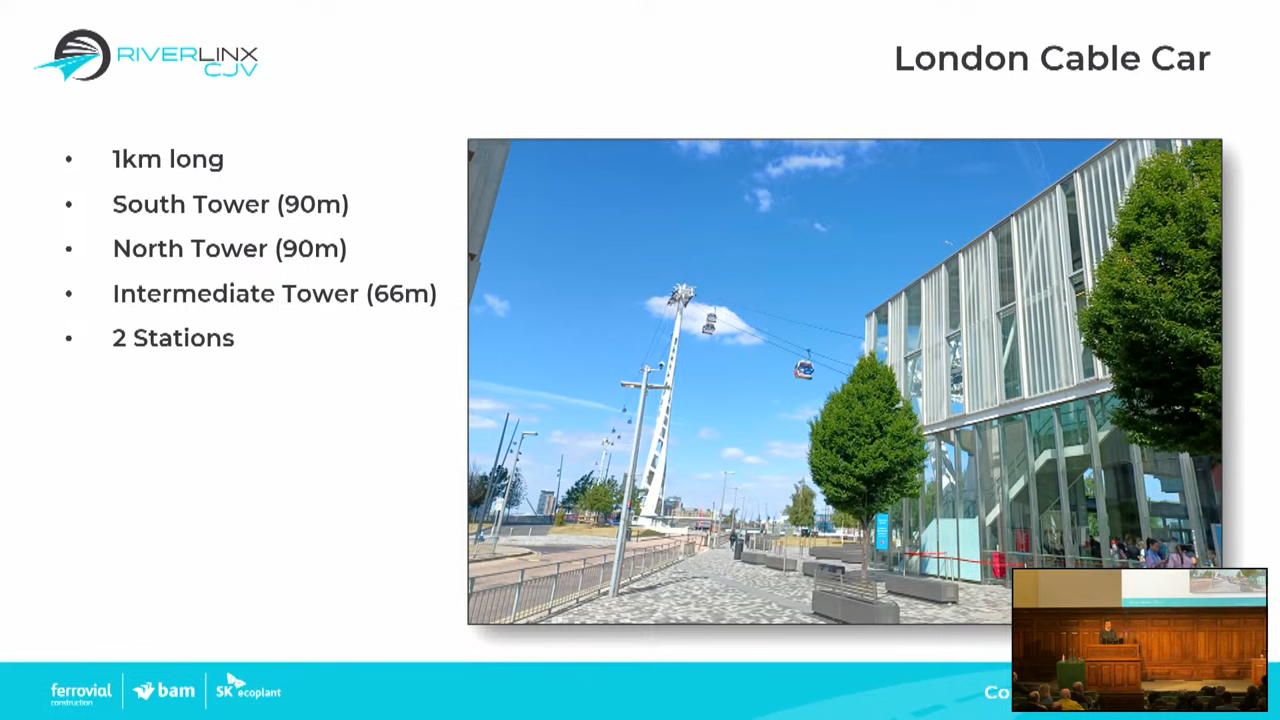 RIVERLINX
CJV
London Cable Car
• 1km long
• South Tower (90m)
• North Tower (90m)
• Intermediate Tower (66m)
• 2 Stations
ferrovial
construction
bam
SK ecoplant
Co